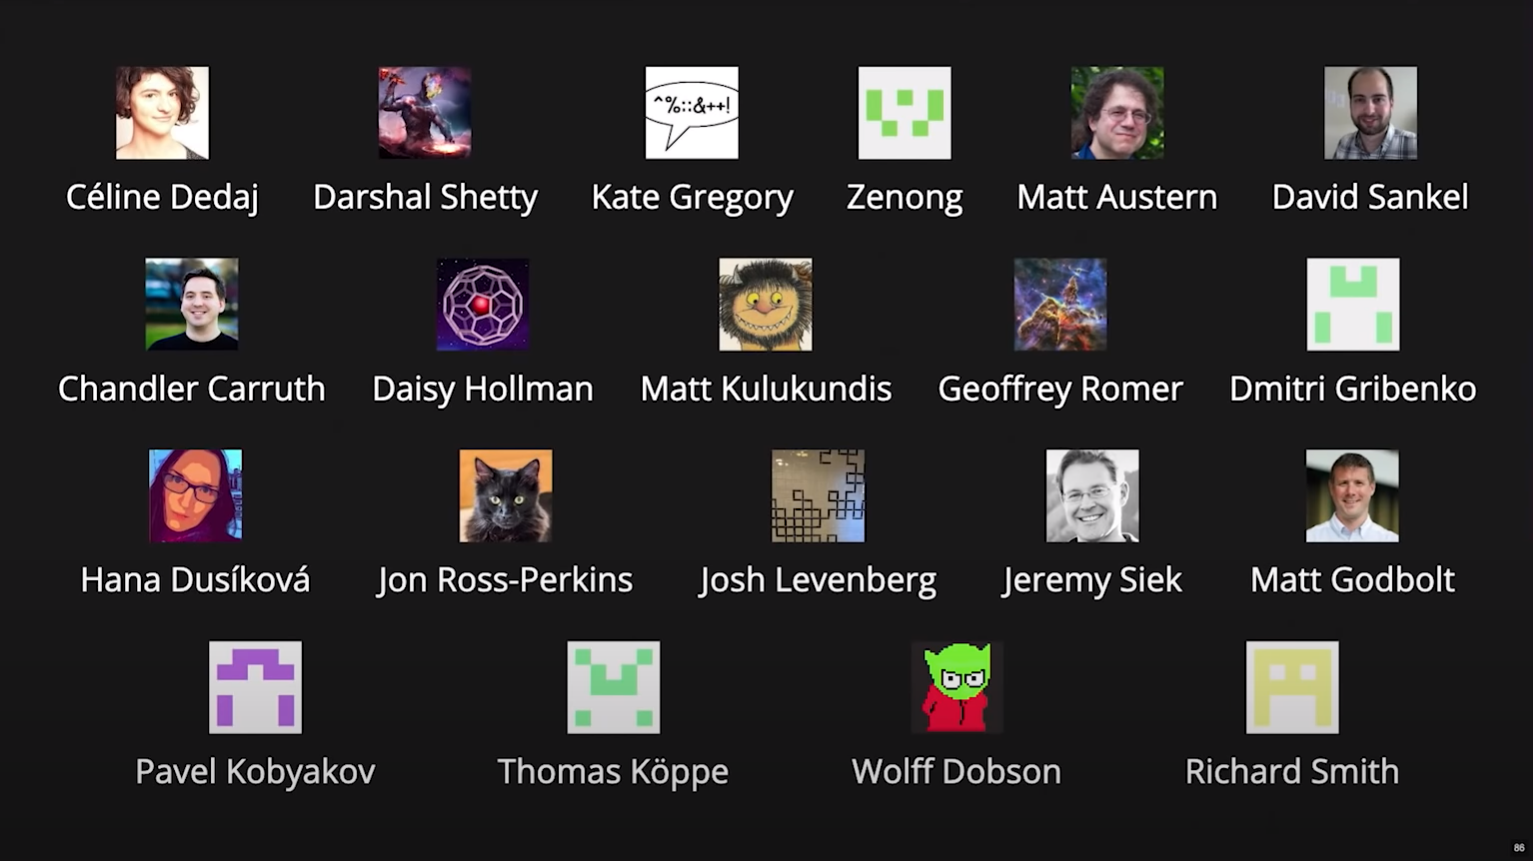 ^%::&++!
Céline Dedaj
Darshal Shetty
Kate Gregory
Zenong
Matt Austern
David Sankel
Chandler Carruth
Daisy Hollman
Matt Kulukundis
Geoffrey Romer
Dmitri Gribenko
Hana Dusíková
Jon Ross-Perkins
Josh Levenberg
Jeremy Siek
Matt Godbolt
Pavel Kobyakov
Thomas Köppe
Wolff Dobson
Richard Smith
86